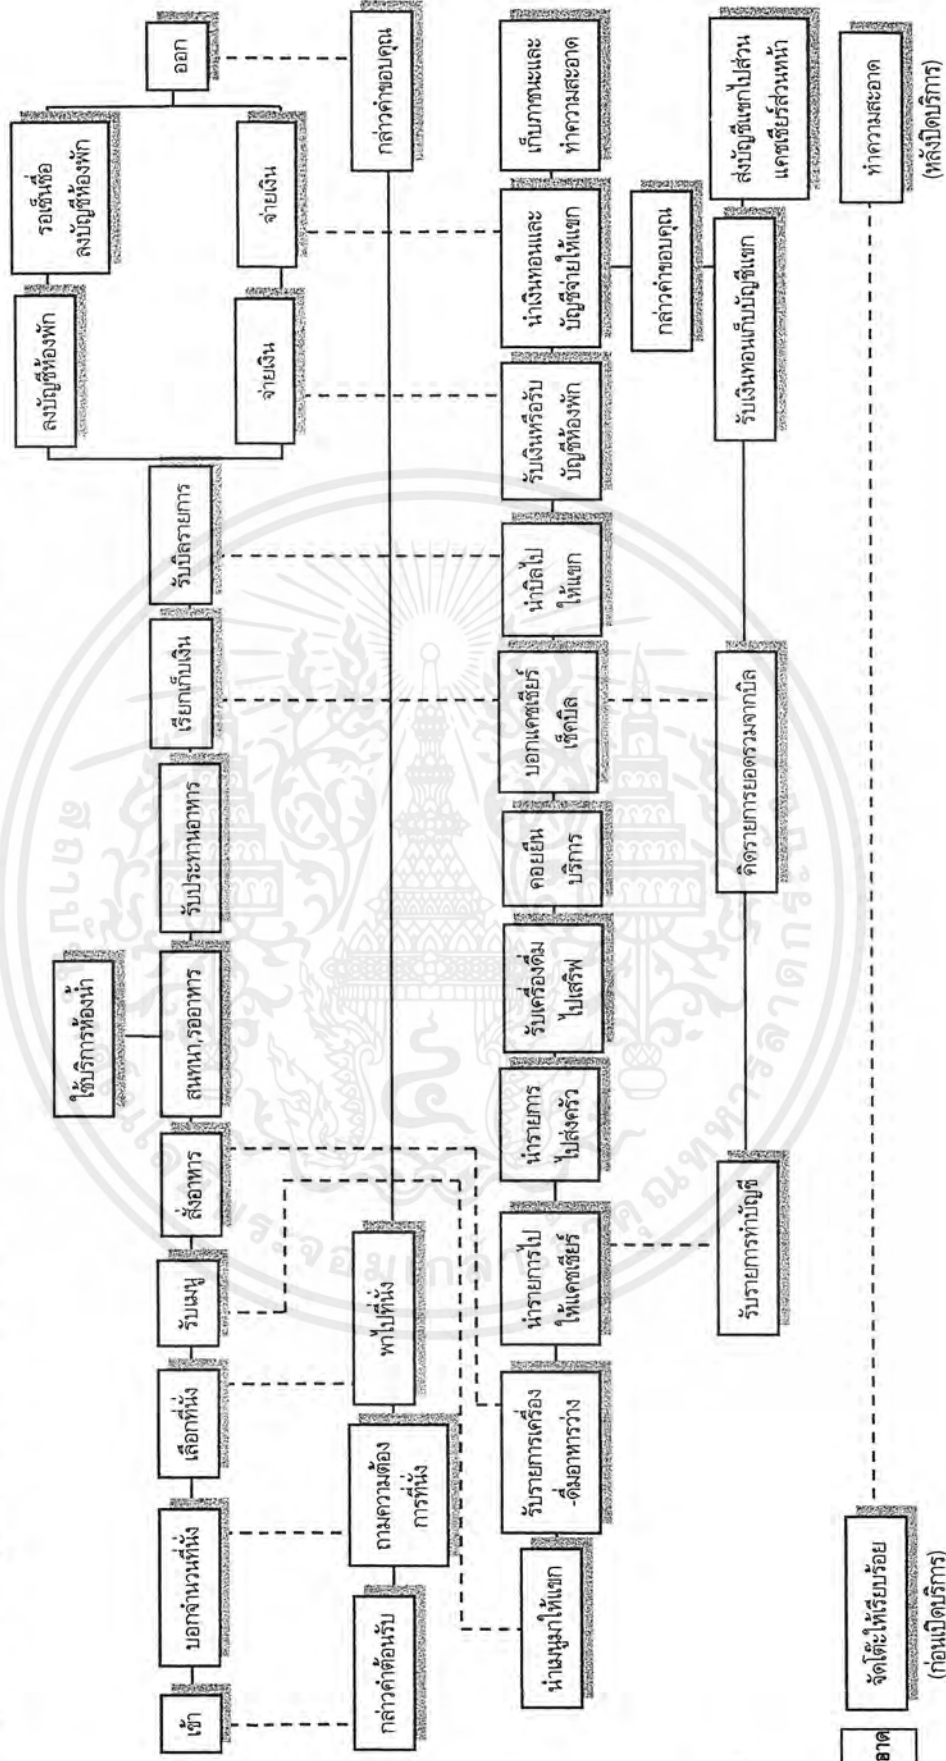 เข้า
บอกจำนวนที่นั่ง
เลือกที่นั่ง
รับเมนู
สั่งอาหาร
สนทนา,รออาหาร
ใช้บริการห้องน้ำ
รับประทานอาหาร
เรียกเก็บเงิน
รับบิลรายการ
ลงบัญชีห้องพัก
รอเซ็นชื่อ
ลงบัญชีห้องพัก
จ่ายเงิน
จ่ายเงิน
ออก
กล่าวคำต้อนรับ
ถามความต้อง
การที่นั่ง
พาไปที่นั่ง
กล่าวคำขอบคุณ
นำเมนูมาให้แขก
รับรายการเครื่อง
-ดื่มอาหารว่าง
นำรายการไป
ให้แคชเชียร์
นำรายการ
ไปส่งครัว
รับเครื่องดื่ม
ไปเสริฟ
คอยยืน
บริการ
บอกแคชเชียร์
เช็คบิล
นำบิลไป
ให้แขก
รับเงินหรือรับ
บัญชีห้องพัก
นำเงินทอนและ
บัญชีจ่ายให้แขก
เก็บภาชนะและ
ทำความสะอาด
กล่าวคำขอบคุณ
รับรายการทำบัญชี
คิดรายการยอดรวมจากบิล
รับเงินทอนเก็บบัญชีแขก
ส่งบัญชีแขกไปส่วน
แคชเชียร์ส่วนหน้า
อาด
จัดโต๊ะให้เรียบร้อย
(ก่อนเปิดบริการ)
ทำความสะอาด
(หลังปิดบริการ)